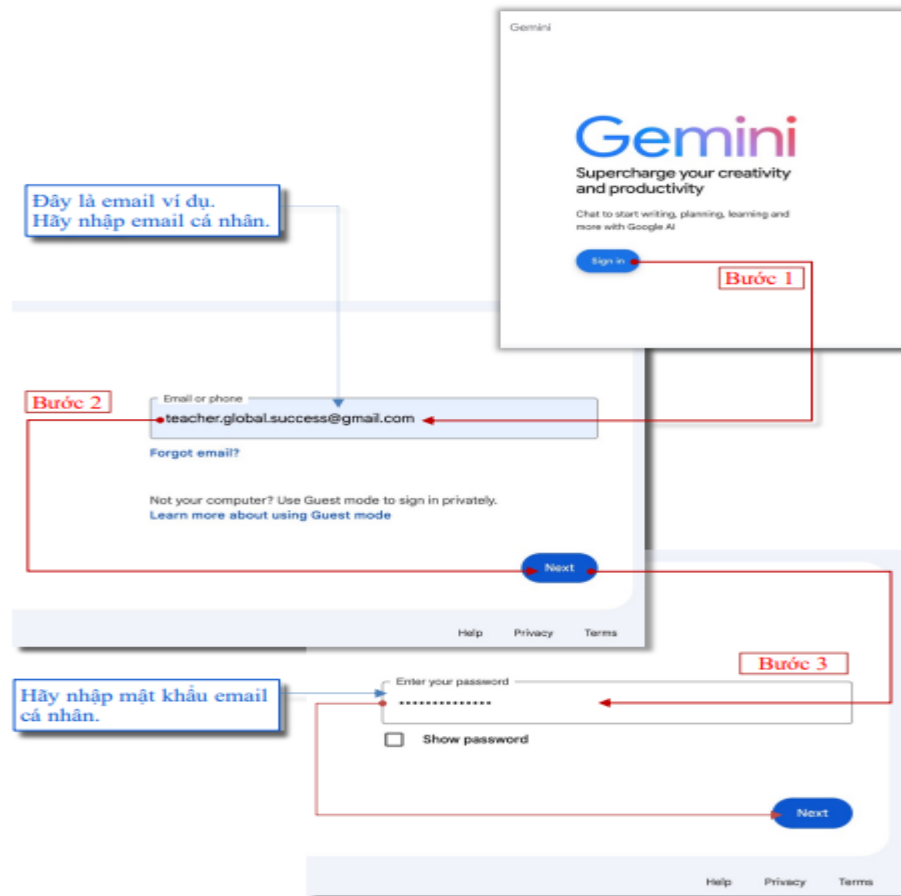 Gemini
Gemini
Supercharge your creativity
and productivity
Chat to start writing, planning, learning and
more with Google AI
Sign in
Bước 1
Đây là email ví dụ.
Hãy nhập email cá nhân.
Bước 2
Email or phone
teacher.global.success@gmail.com
Forgot email?
Not your computer? Use Guest mode to sign in privately.
Learn more about using Guest mode
Next
Help Privacy Terms
Bước 3
Hãy nhập mật khẩu email
cá nhân.
Enter your password
••••••••••••••
Show password
Next
Help Privacy Terms